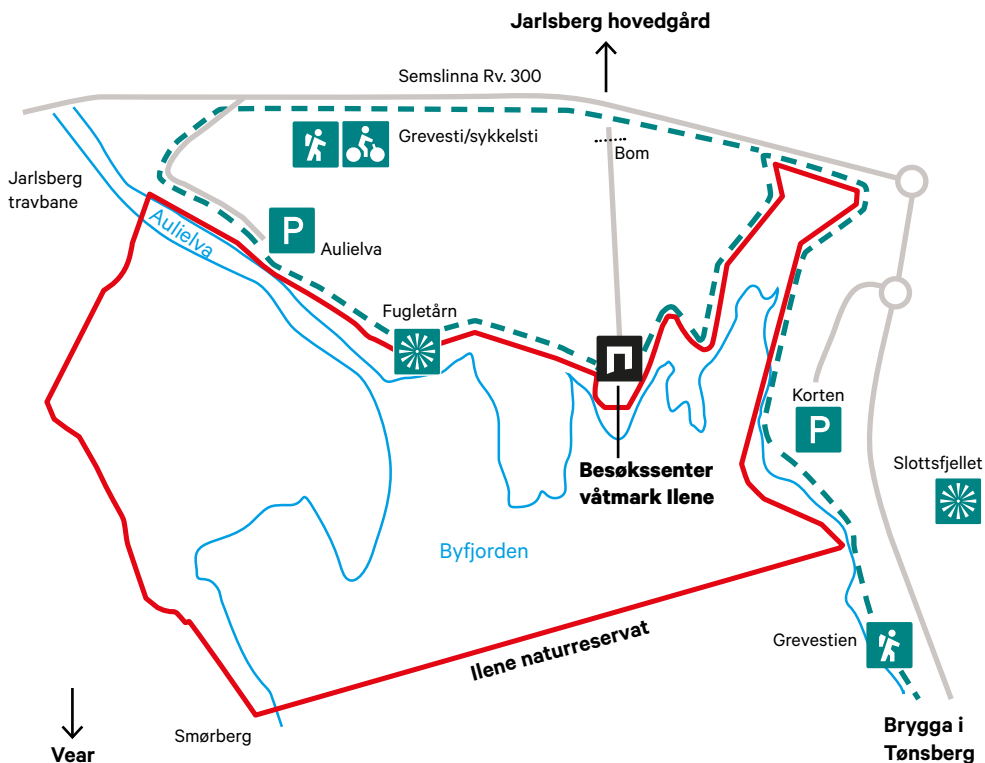 Jarlsberg hovedgård
Semslinna Rv. 300
Grevesti/sykkelsti
Bom
Jarlsberg
travbane
Aulielva
P
Aulielva
Fugletårn
Korten
P
Besøkssenter
våtmark Ilene
Slottsfjellet
Byfjorden
Ilene naturreservat
Grevestien
Smørberg
Vear
Brygga i
Tønsberg